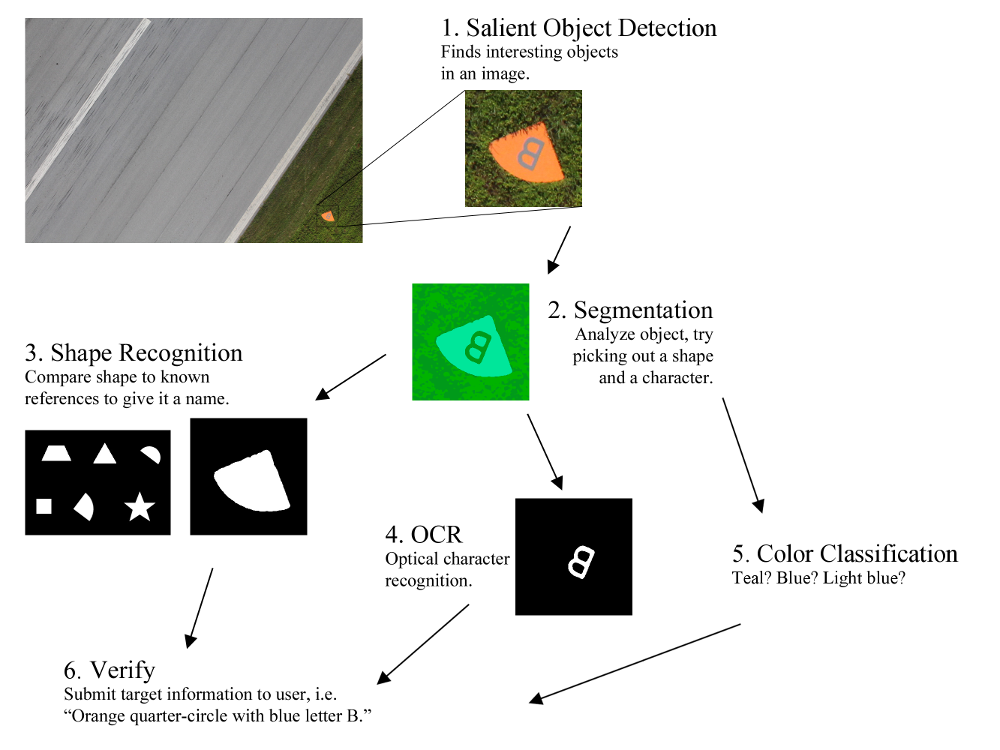 1. Salient Object Detection
Finds interesting objects
in an image.
B
2. Segmentation
Analyze object, try
picking out a shape
and a character.
B
3. Shape Recognition
Compare shape to known
references to give it a name.
4. OCR
Optical character
recognition.
B
5. Color Classification
Teal? Blue? Light blue?
6. Verify
Submit target information to user, i.e.
“Orange quarter-circle with blue letter B.”